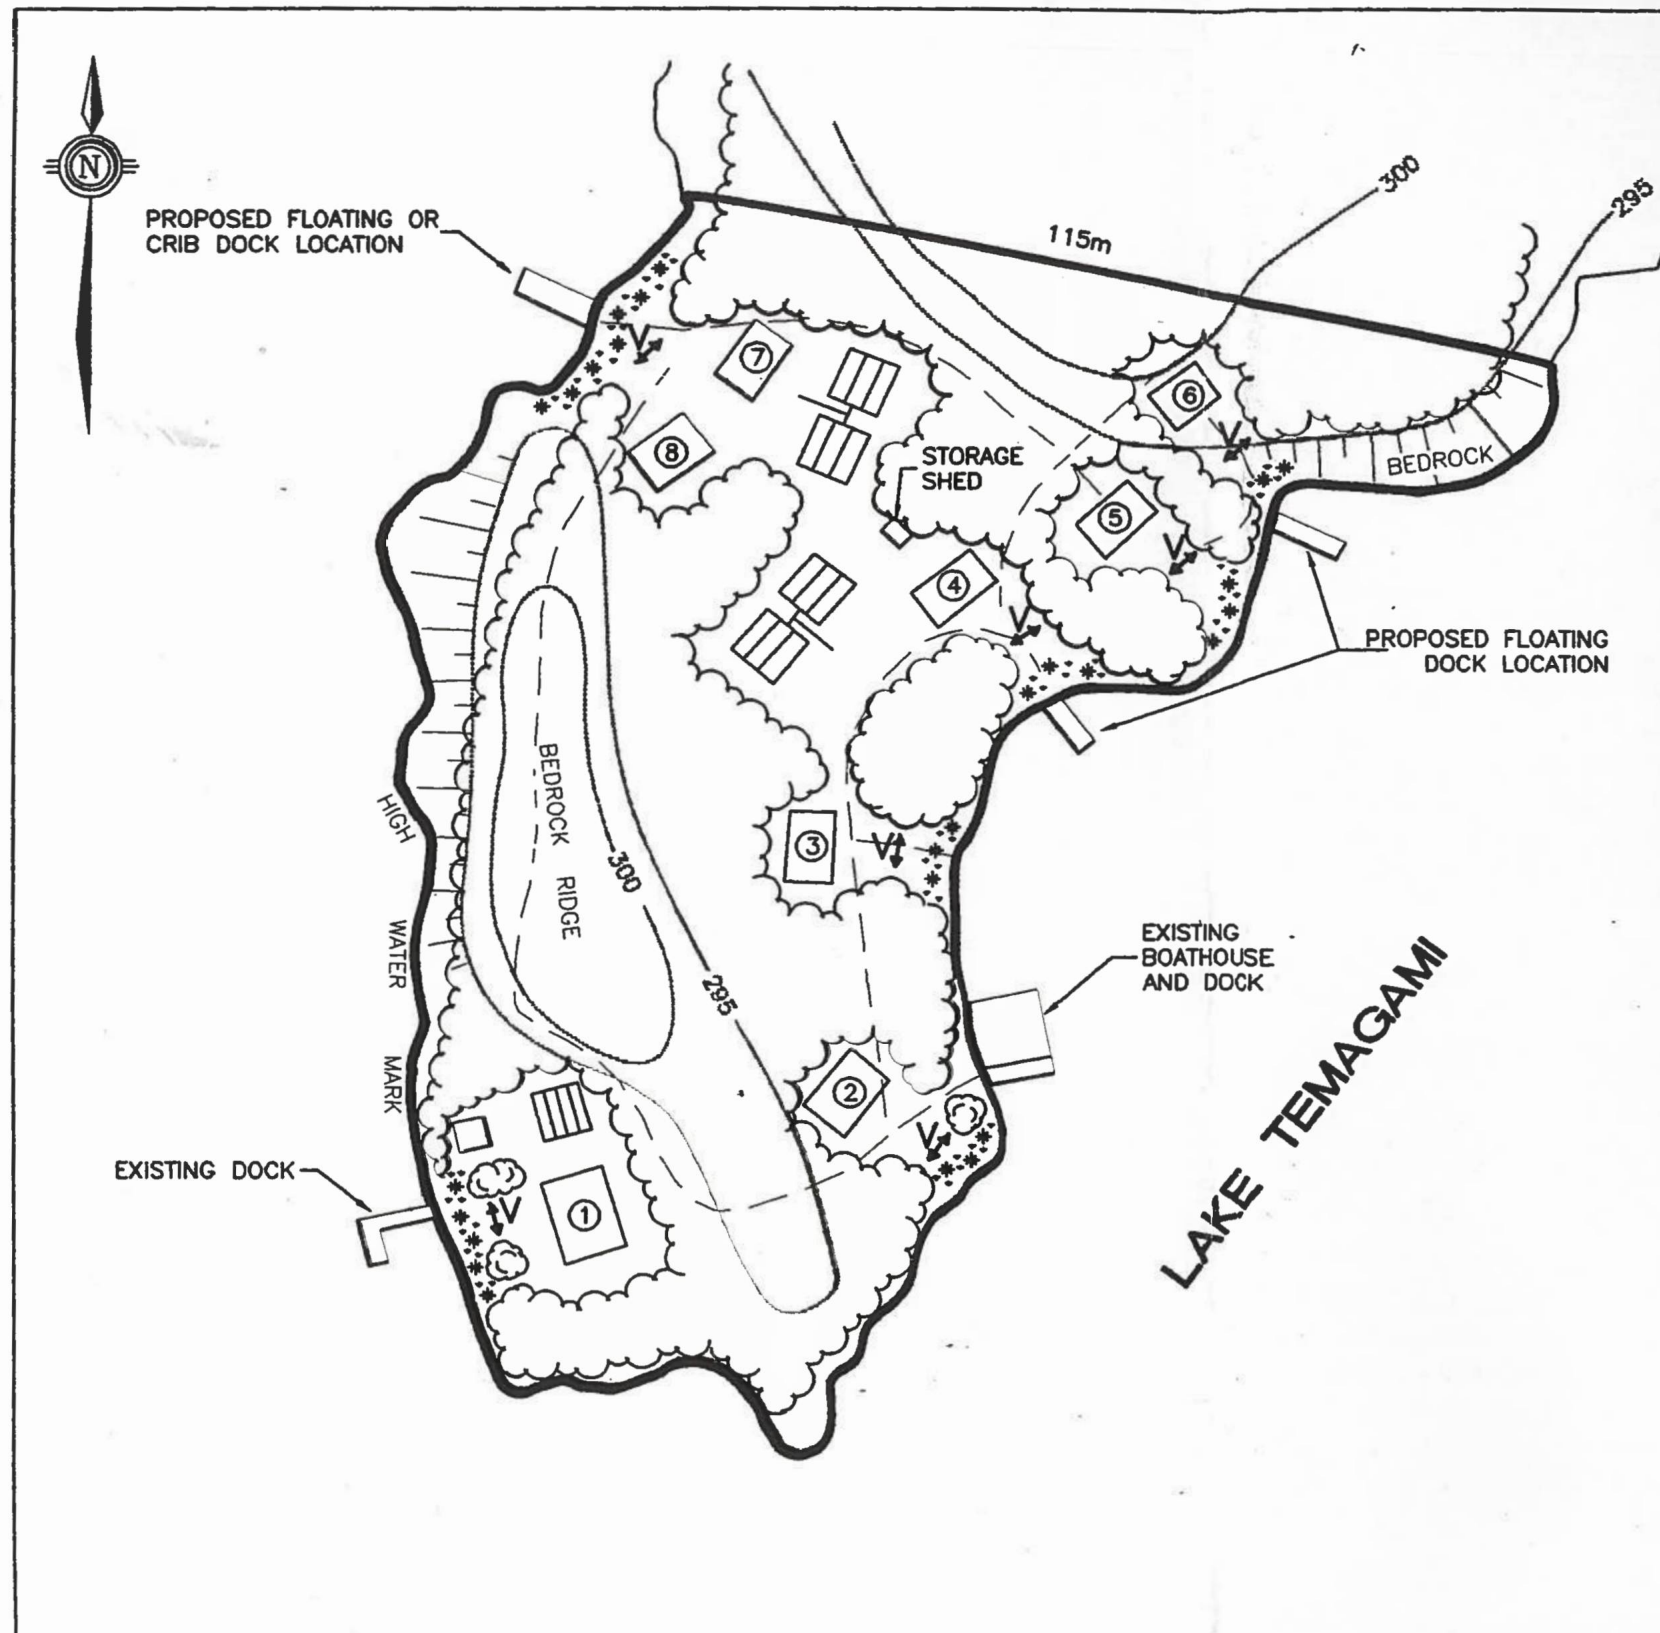 N
PROPOSED FLOATING OR
CRIB DOCK LOCATION
115m
300
295
V
7
6
8
V
STORAGE
SHED
BEDROCK
5
V
4
V
PROPOSED FLOATING
DOCK LOCATION
BEDROCK RIDGE
HIGH WATER MARK
3
V
300
EXISTING
BOATHOUSE
AND DOCK
295
2
V
LAKE TEMAGAMI
EXISTING DOCK
V
1